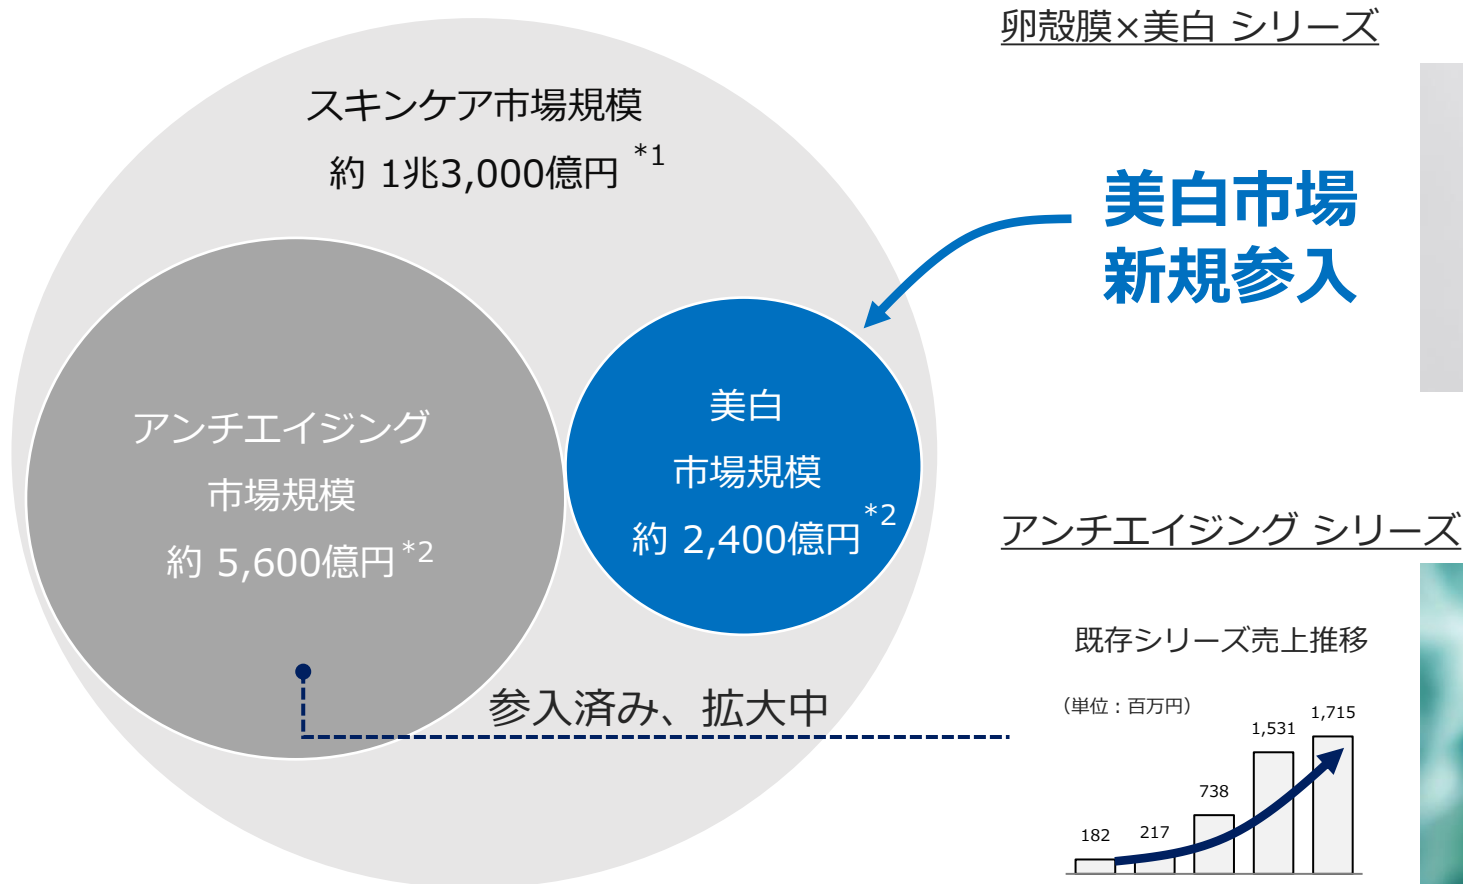 スキンケア市場規模
約 1兆3,000億円 *1
アンチエイジング
市場規模
約 5,600億円 *2
美白
市場規模
約 2,400億円 *2
参入済み、拡大中
卵殻膜×美白 シリーズ
美白市場
新規参入
アンチエイジング シリーズ
既存シリーズ売上推移
（単位：百万円）
182
217
738
1,531
1,715